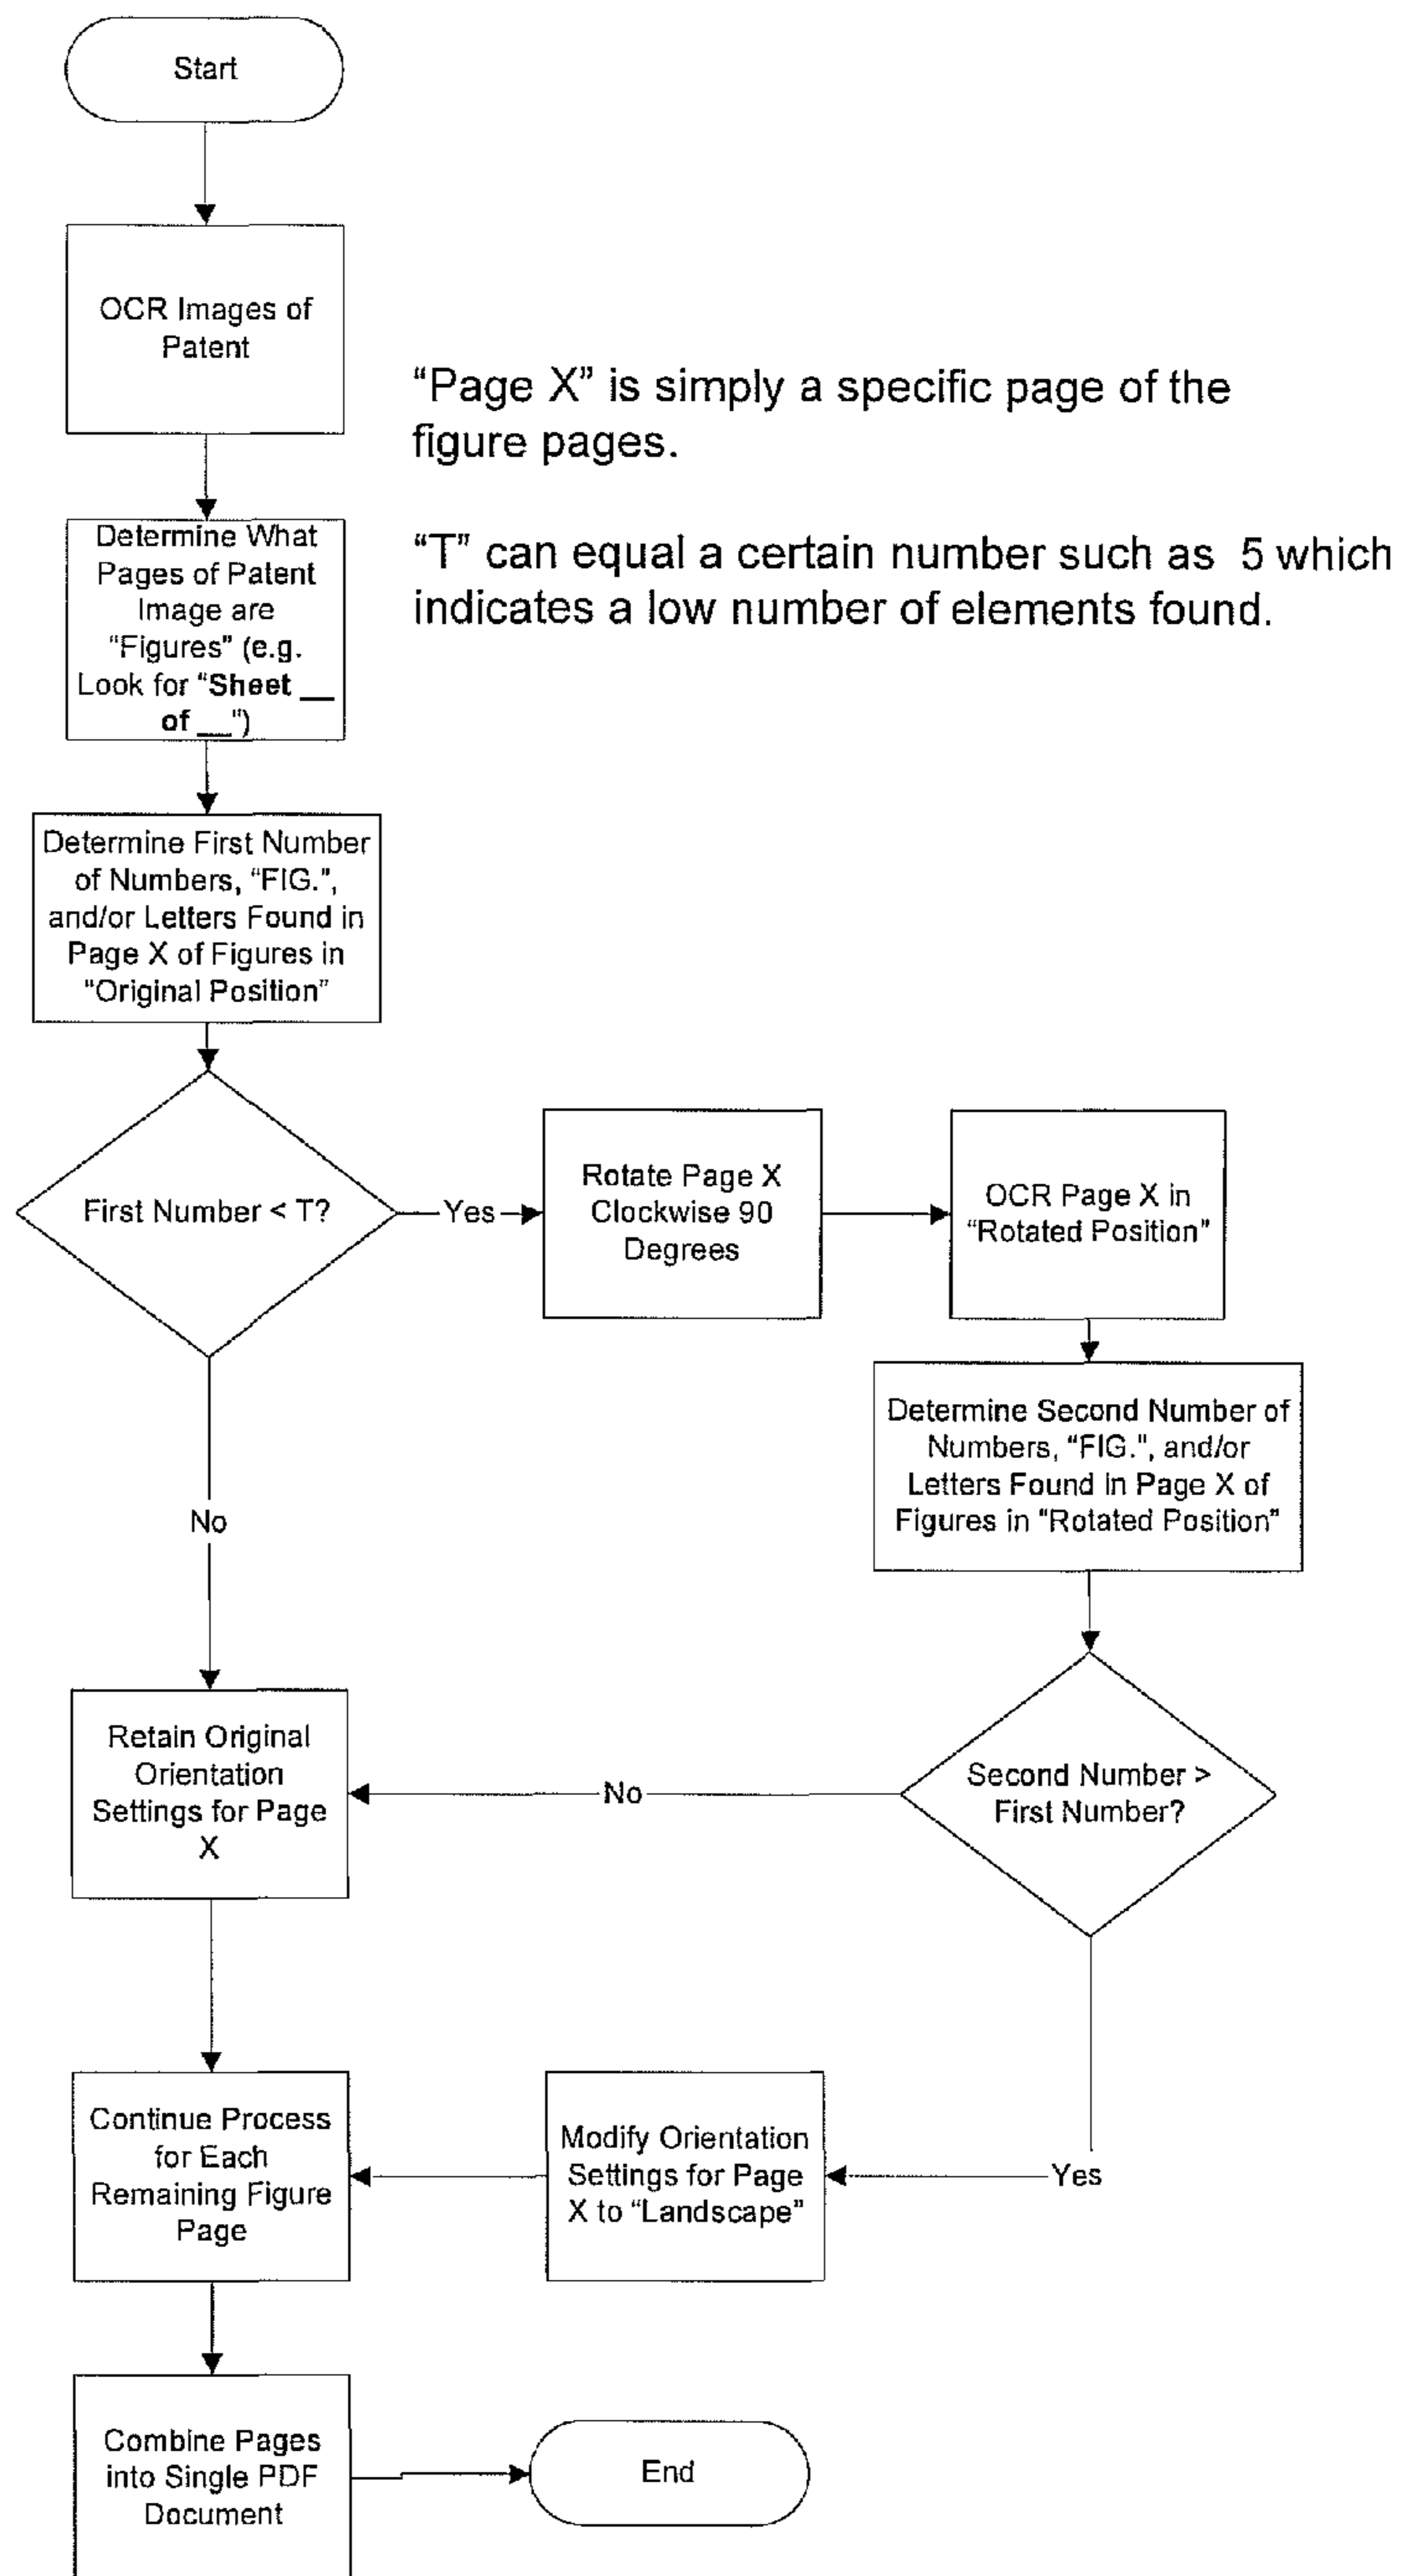 Start
OCR Images of
Patent
“Page X” is simply a specific page of the
figure pages.
“T” can equal a certain number such as 5 which
indicates a low number of elements found.
Determine What
Pages of Patent
Image are
“Figures” (e.g.
Look for “Sheet __
of __”)
Determine First Number
of Numbers, “FIG.”,
and/or Letters Found in
Page X of Figures in
“Original Position”
First Number < T?
Yes
Rotate Page X
Clockwise 90
Degrees
OCR Page X in
“Rotated Position”
Determine Second Number of
Numbers, “FIG.”, and/or
Letters Found in Page X of
Figures in “Rotated Position”
No
Retain Original
Orientation
Settings for Page
X
No
Second Number >
First Number?
Continue Process
for Each
Remaining Figure
Page
Modify Orientation
Settings for Page
X to “Landscape”
Yes
Combine Pages
into Single PDF
Document
End